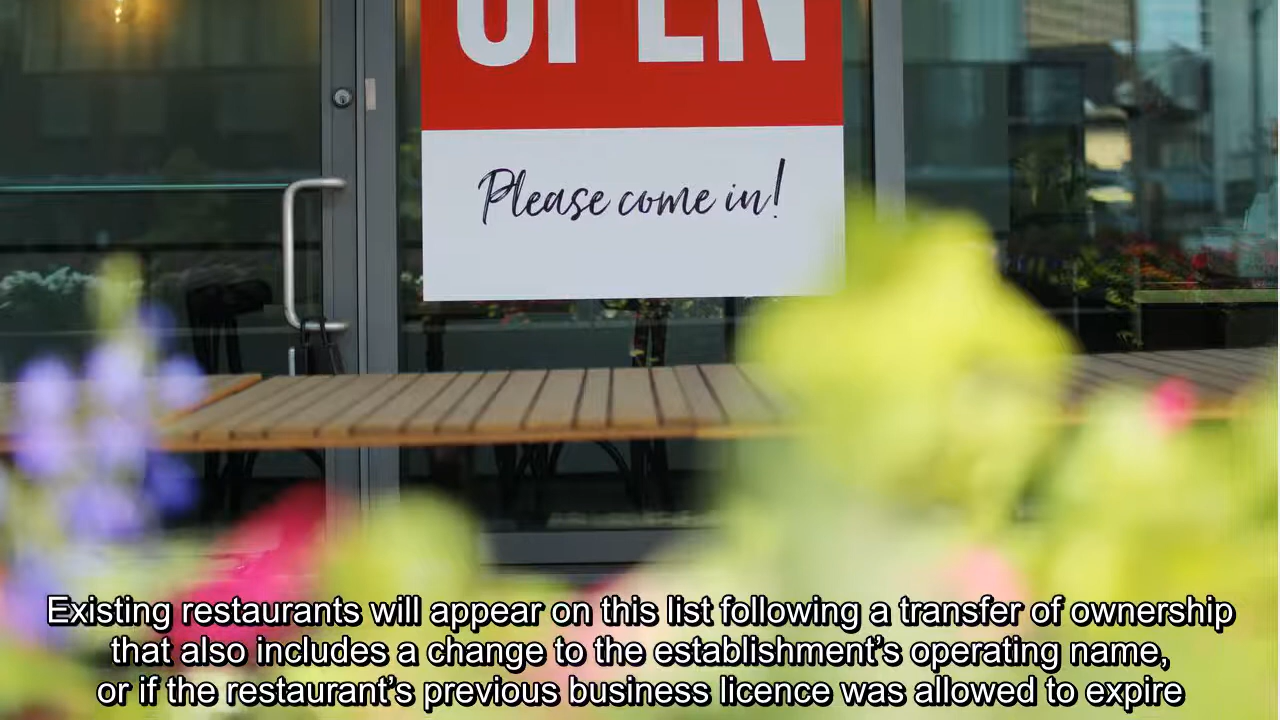 OPEN
Please come in!
Existing restaurants will appear on this list following a transfer of ownership
that also includes a change to the establishment's operating name,
or if the restaurant's previous business licence was allowed to expire